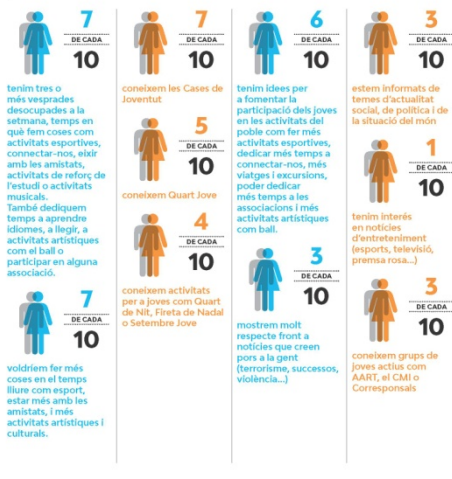 7
DE CADA
10
tenim tres o
més vesprades
desocupades a la
setmana, temps en
què fem coses com
activitats esportives,
connectar-nos, eixir
amb les amistats,
activitats de reforç de
l'estudi o activitats
musicals.
També dediquem
temps a aprendre
idiomes, a llegir, a
activitats artístiques
com el ball o
participar en alguna
associació.
7
DE CADA
10
voldríem fer més
coses en el temps
lliure com esport,
estar més amb les
amistats, i més
activitats artístiques i
culturals.
7
DE CADA
10
coneixem les Cases de
Joventut
5
DE CADA
10
coneixem Quart Jove
4
DE CADA
10
coneixem activitats
per a joves com Quart
de Nit, Fireta de Nadal
o Setembre Jove
6
DE CADA
10
tenim idees per
a fomentar la
participació dels joves
en les activitats del
poble com fer més
activitats esportives,
dedicar més temps a
connectar-nos, més
viatges i excursions,
poder dedicar
més temps a les
associacions i més
activitats artístiques
com ball.
3
DE CADA
10
mostrem molt
respecte front a
notícies que creen
pors a la gent
(terrorisme, successos,
violència...)
3
DE CADA
10
estem informats de
temes d'actualitat
social, de política i de
la situació del món
1
DE CADA
10
tenim interés
en notícies
d'entreteniment
(esports, televisió,
premsa rosa...)
3
DE CADA
10
coneixem grups de
joves actius com
AART, el CMI o
Corresponsals